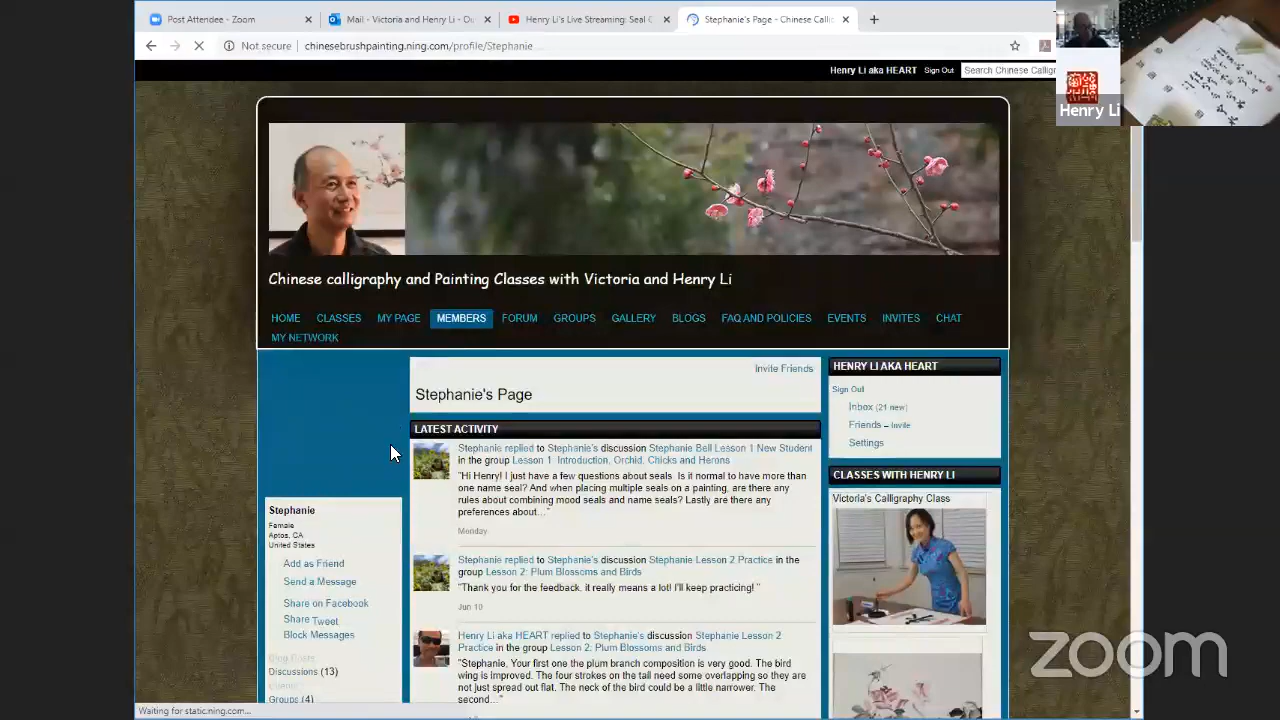 Post Attendee - Zoom
Mail - Victoria and Henry Li - Ou
Henry Li's Live Streaming: Seal C
Stephanie's Page - Chinese Callig
Not secure
chinesebrushpainting.ning.com/profile/Stephanie...
Henry Li aka HEART
Sign Out
Search Chinese Calligr
Henry Li
Chinese calligraphy and Painting Classes with Victoria and Henry Li
HOME
CLASSES
MY PAGE
MEMBERS
FORUM
GROUPS
GALLERY
BLOGS
FAQ AND POLICIES
EVENTS
INVITES
CHAT
MY NETWORK
Stephanie
Female
Aptos, CA
United States
Add as Friend
Send a Message
Share on Facebook
Share Tweet
Block Messages
Blog Posts
Discussions (13)
Events
Groups (4)
Invite Friends
Stephanie's Page
LATEST ACTIVITY
Stephanie replied to Stephanie's discussion Stephanie Bell Lesson 1 New Student
in the group Lesson 1: Introduction, Orchid, Chicks and Herons
"Hi Henry! I just have a few questions about seals Is it normal to have more than
one name seal? And when placing multiple seals on a painting, are there any
rules about combining mood seals and name seals? Lastly are there any
preferences about…"
Monday
Stephanie replied to Stephanie's discussion Stephanie Lesson 2 Practice in the
group Lesson 2: Plum Blossoms and Birds
"Thank you for the feedback, it really means a lot! I'll keep practicing! "
Jun 10
Henry Li aka HEART replied to Stephanie's discussion Stephanie Lesson 2
Practice in the group Lesson 2: Plum Blossoms and Birds
"Stephanie, Your first one the plum branch composition is very good. The bird
wing is improved. The four strokes on the tall need some overlapping so they are
not just spread out flat. The neck of the bird could be a little narrower. The
second…"
HENRY LI AKA HEART
Sign Out
Inbox (21 new)
Friends – Invite
Settings
CLASSES WITH HENRY LI
Victoria's Calligraphy Class
zoom
Waiting for static.ning.com...